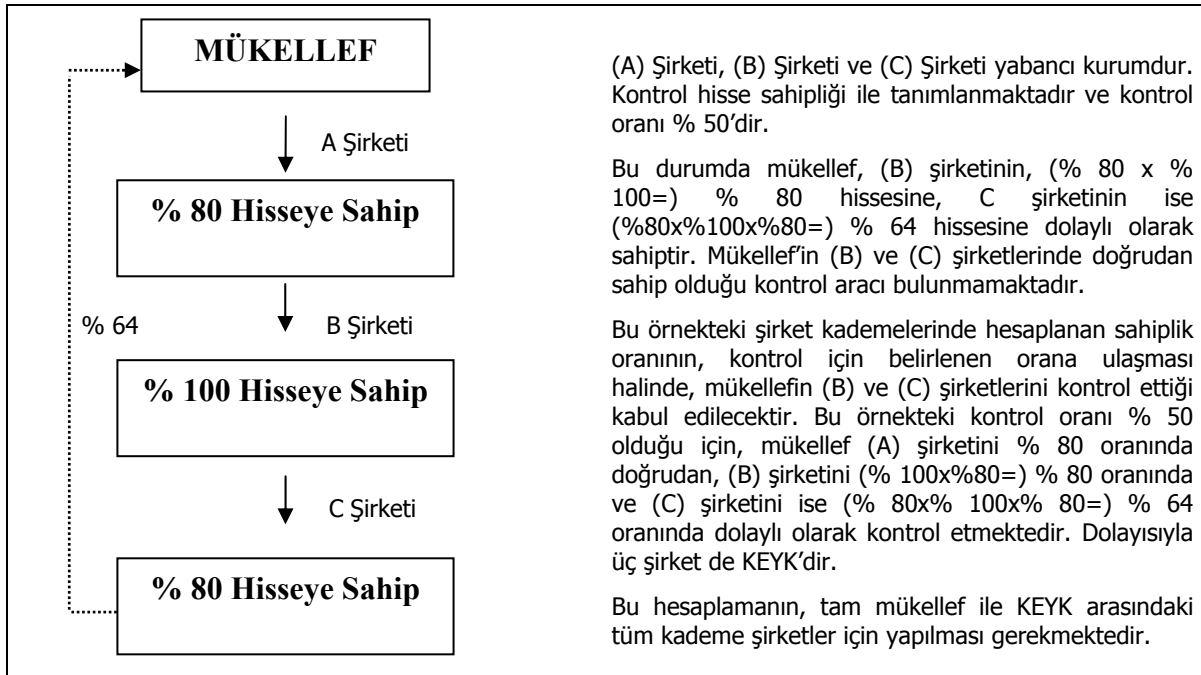 MÜKELLEF
A Şirketi
% 80 Hisseye Sahip
% 64
B Şirketi
% 100 Hisseye Sahip
C Şirketi
% 80 Hisseye Sahip
(A) Şirketi, (B) Şirketi ve (C) Şirketi yabancı kurumdur.
Kontrol hisse sahipliği ile tanımlanmaktadır ve kontrol
oranı % 50’dir.
Bu durumda mükellef, (B) şirketinin, (% 80 x %
100=) % 80 hissesine, C şirketinin ise
(%80x%100x%80=) % 64 hissesine dolaylı olarak
sahiptir. Mükellef’in (B) ve (C) şirketlerinde doğrudan
sahip olduğu kontrol aracı bulunmamaktadır.
Bu örnekteki şirket kademelerinde hesaplanan sahiplik
oranının, kontrol için belirlenen orana ulaşması
halinde, mükellefin (B) ve (C) şirketlerini kontrol ettiği
kabul edilecektir. Bu örnekteki kontrol oranı % 50
olduğu için, mükellef (A) şirketini % 80 oranında
doğrudan, (B) şirketini (% 100x%80=) % 80 oranında
ve (C) şirketini ise (% 80x% 100x% 80=) % 64
oranında dolaylı olarak kontrol etmektedir. Dolayısıyla
üç şirket de KEYK’dir.
Bu hesaplamanın, tam mükellef ile KEYK arasındaki
tüm kademe şirketler için yapılması gerekmektedir.